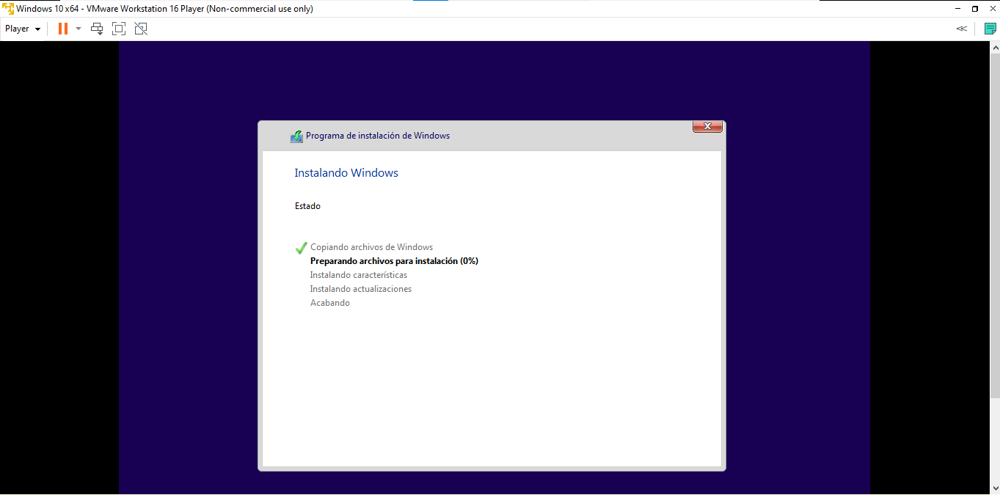 Windows 10 x64 - VMware Workstation 16 Player (Non-commercial use only)
Player
Programa de instalación de Windows
Instalando Windows
Estado
Copiando archivos de Windows
Preparando archivos para instalación (0%)
Instalando características
Instalando actualizaciones
Acabando